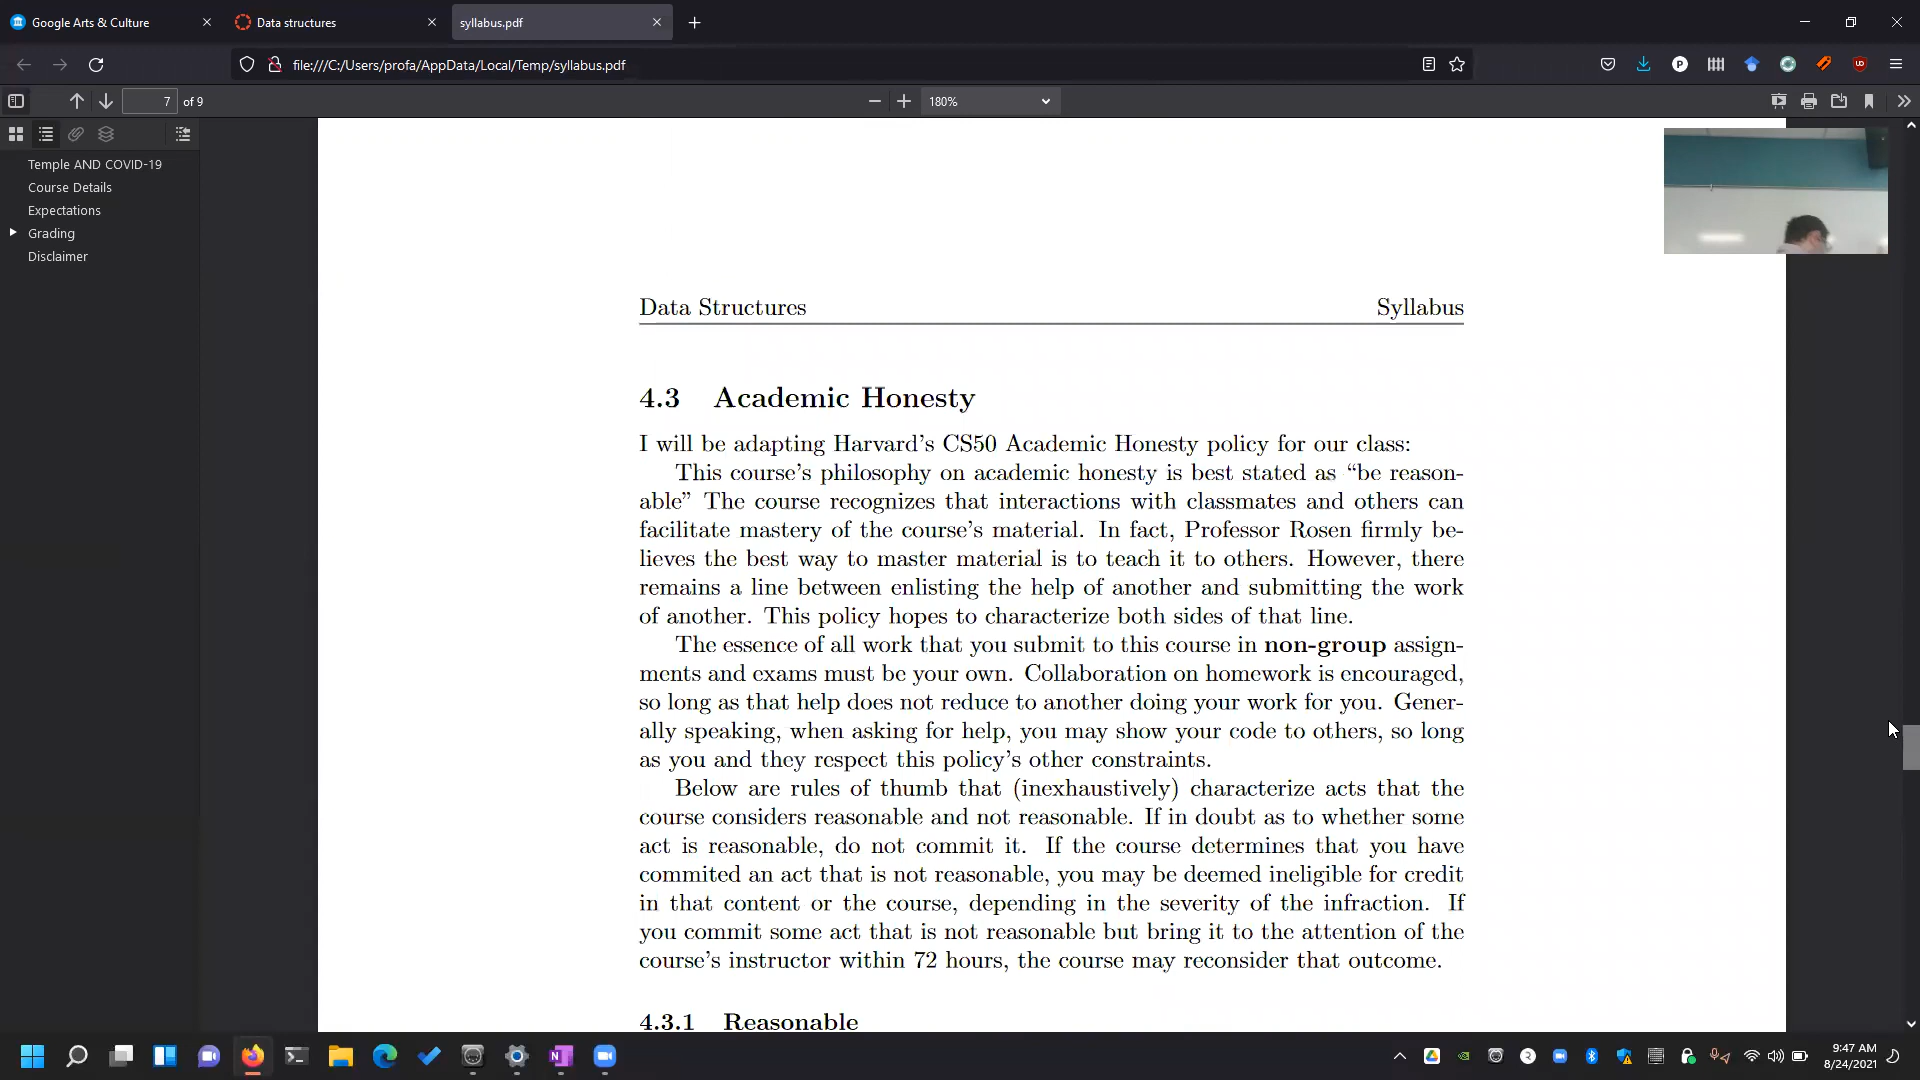 Google Arts & Culture
Data structures
syllabus.pdf
file:///C:/Users/profa/AppData/Local/Temp/syllabus.pdf
7 of 9
180%
Temple AND COVID-19
Course Details
Expectations
Grading
Disclaimer
Data Structures Syllabus
4.3 Academic Honesty
I will be adapting Harvard's CS50 Academic Honesty policy for our class:
This course's philosophy on academic honesty is best stated as “be reason-
able” The course recognizes that interactions with classmates and others can
facilitate mastery of the course's material. In fact, Professor Rosen firmly be-
lieves the best way to master material is to teach it to others. However, there
remains a line between enlisting the help of another and submitting the work
of another. This policy hopes to characterize both sides of that line.
The essence of all work that you submit to this course in non-group assign-
ments and exams must be your own. Collaboration on homework is encouraged,
so long as that help does not reduce to another doing your work for you. Gener-
ally speaking, when asking for help, you may show your code to others, so long
as you and they respect this policy's other constraints.
Below are rules of thumb that (inexhaustively) characterize acts that the
course considers reasonable and not reasonable. If in doubt as to whether some
act is reasonable, do not commit it. If the course determines that you have
commited an act that is not reasonable, you may be deemed ineligible for credit
in that content or the course, depending in the severity of the infraction. If
you commit some act that is not reasonable but bring it to the attention of the
course's instructor within 72 hours, the course may reconsider that outcome.
4.3.1 Reasonable
9:47 AM
8/24/2021